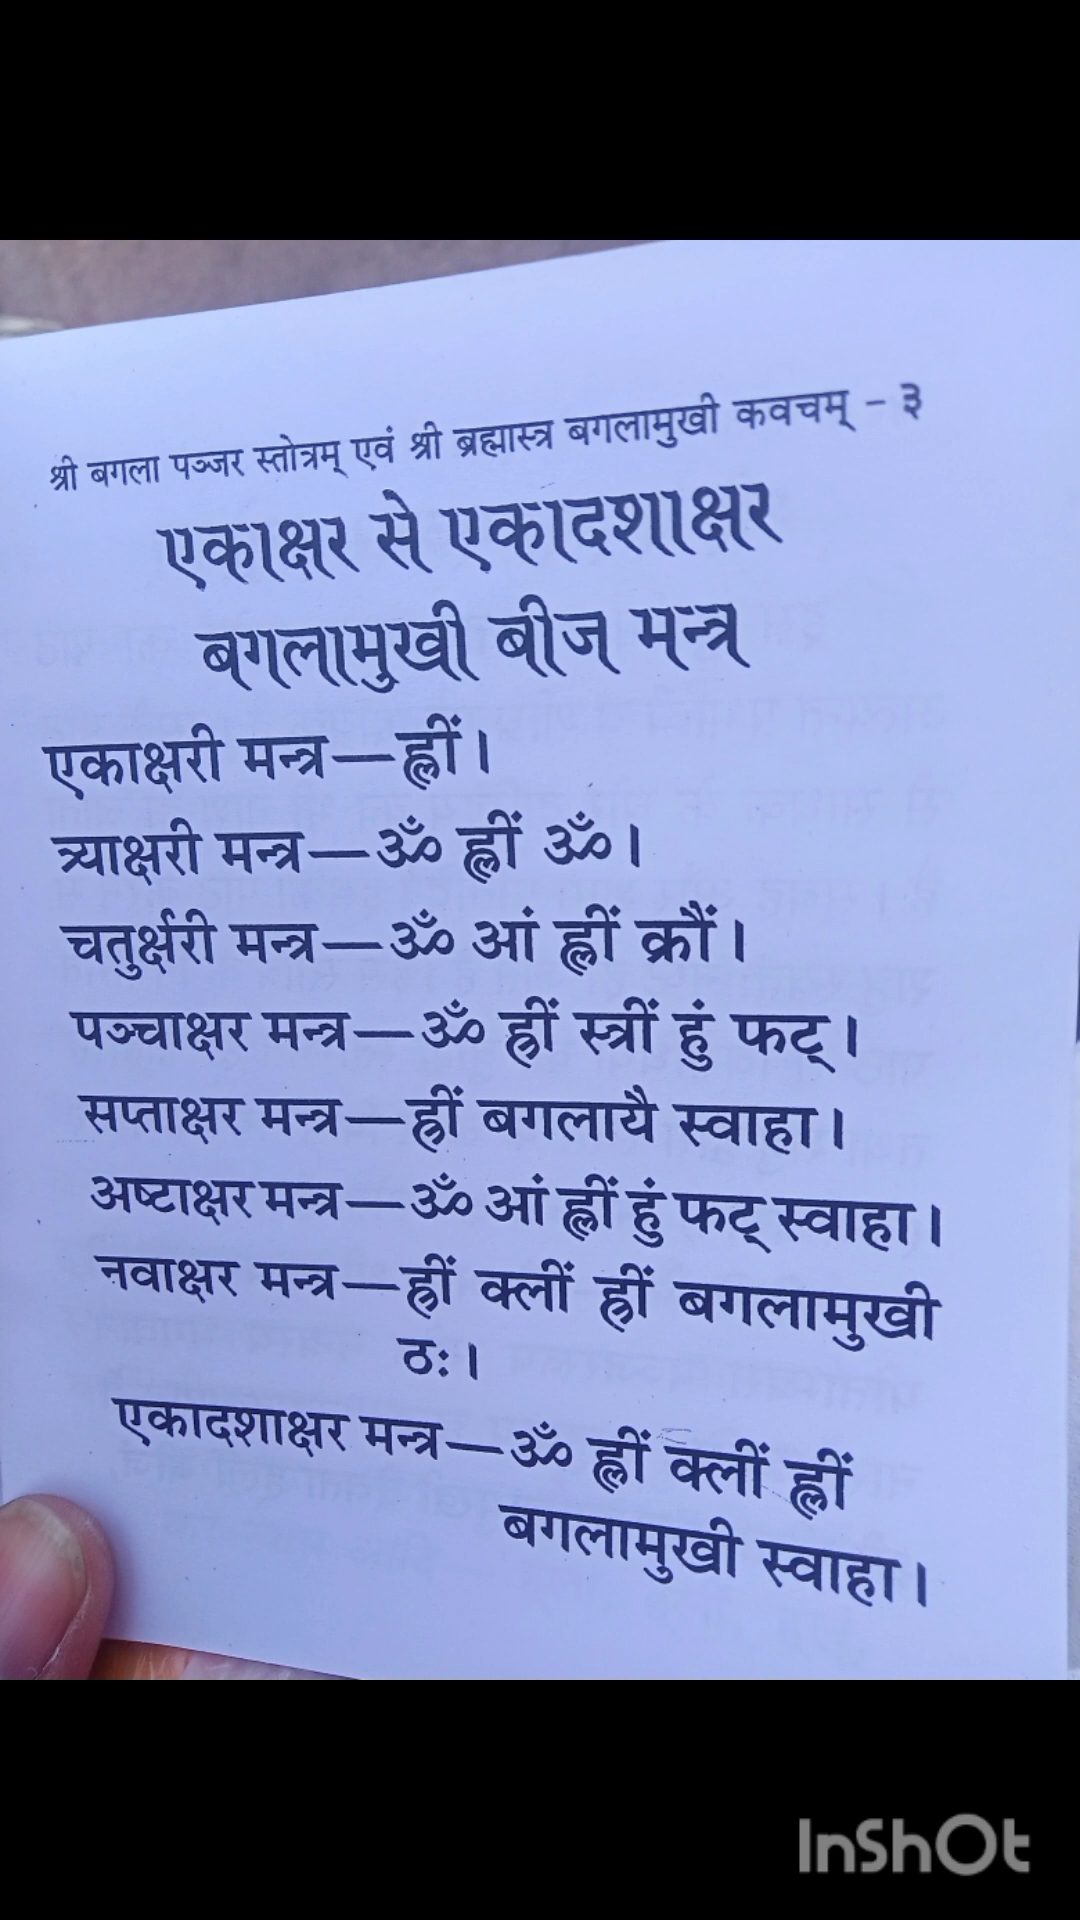 श्री बगला पञ्जर स्तोत्रम् एवं श्री ब्रह्मास्त्र बगलामुखी कवचम् - ३
एकाक्षर से एकादशाक्षर
बगलामुखी बीज मन्त्र
एकाक्षरी मन्त्र—ह्लीं।
त्र्याक्षरी मन्त्र—ॐ ह्लीं ॐ।
चतुर्क्षरी मन्त्र—ॐ आं ह्लीं क्रौं।
पञ्चाक्षर मन्त्र—ॐ ह्रीं स्त्रीं हुं फट्।
सप्ताक्षर मन्त्र—ह्रीं बगलायै स्वाहा।
अष्टाक्षर मन्त्र—ॐ आं ह्लीं हुं फट् स्वाहा।
नवाक्षर मन्त्र—ह्रीं क्लीं ह्रीं बगलामुखी
ठः।
एकादशाक्षर मन्त्र—ॐ ह्लीं क्लीं ह्लीं
बगलामुखी स्वाहा।
InShOt